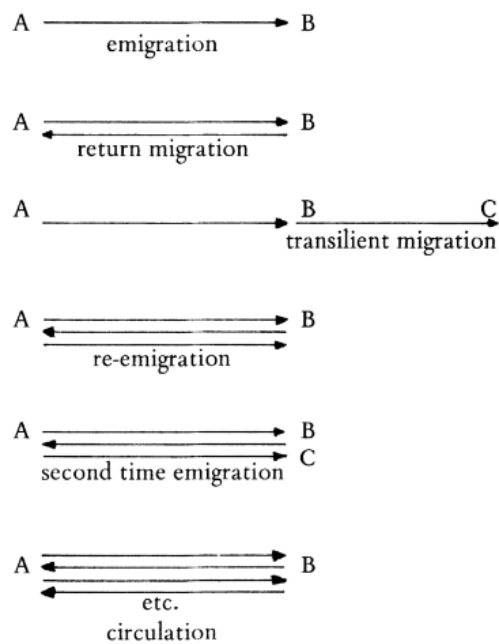 A B
emigration
A B
return migration
A B C
transilient migration
A B
re-emigration
A B
C
second time emigration
A B
etc.
circulation